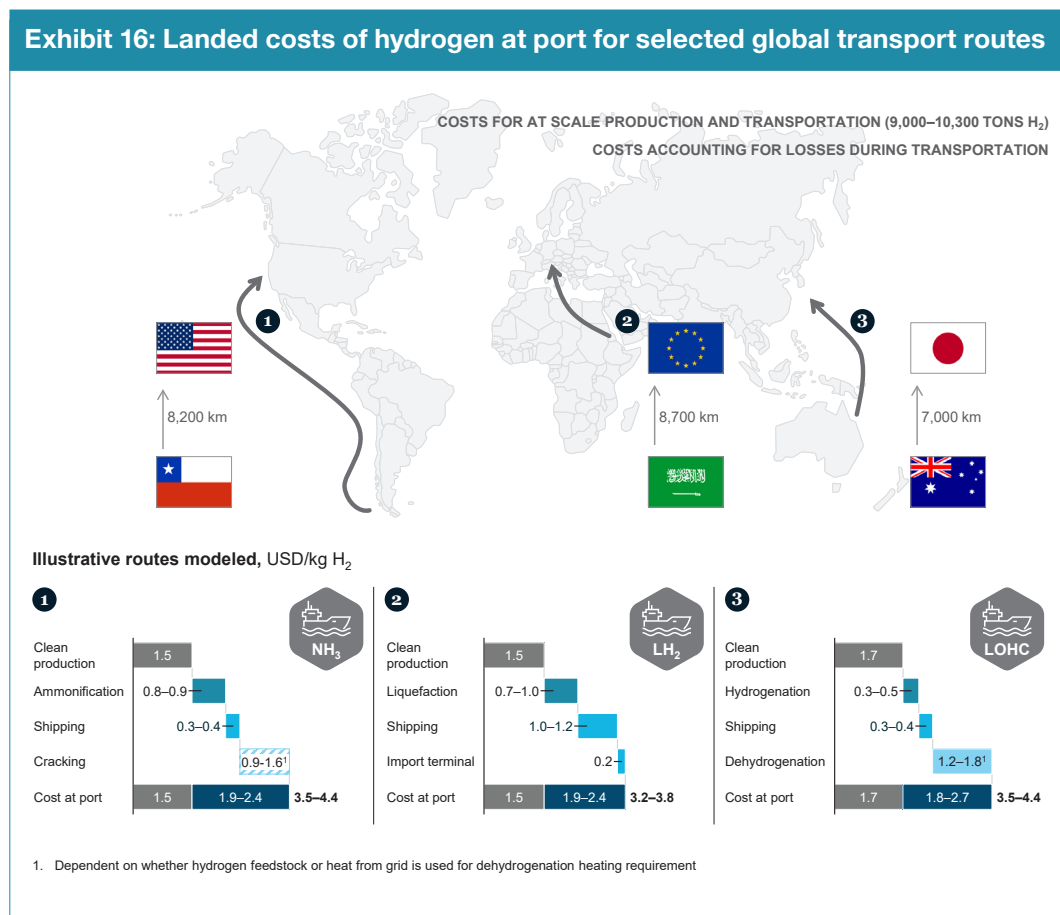 Exhibit 16: Landed costs of hydrogen at port for selected global transport routes
COSTS FOR AT SCALE PRODUCTION AND TRANSPORTATION (9,000–10,300 TONS H₂)
COSTS ACCOUNTING FOR LOSSES DURING TRANSPORTATION
1
2
3
8,200 km
8,700 km
7,000 km
Illustrative routes modeled, USD/kg H₂
1
NH₃
Clean
production
1.5
Ammonification
0.8–0.9
Shipping
0.3–0.4
Cracking
0.9-1.6¹
Cost at port
1.5
1.9–2.4
3.5–4.4
2
LH₂
Clean
production
1.5
Liquefaction
0.7–1.0
Shipping
1.0–1.2
Import terminal
0.2
Cost at port
1.5
1.9–2.4
3.2–3.8
3
LOHC
Clean
production
1.7
Hydrogenation
0.3–0.5
Shipping
0.3–0.4
Dehydrogenation
1.2–1.8¹
Cost at port
1.7
1.8–2.7
3.5–4.4
1. Dependent on whether hydrogen feedstock or heat from grid is used for dehydrogenation heating requirement